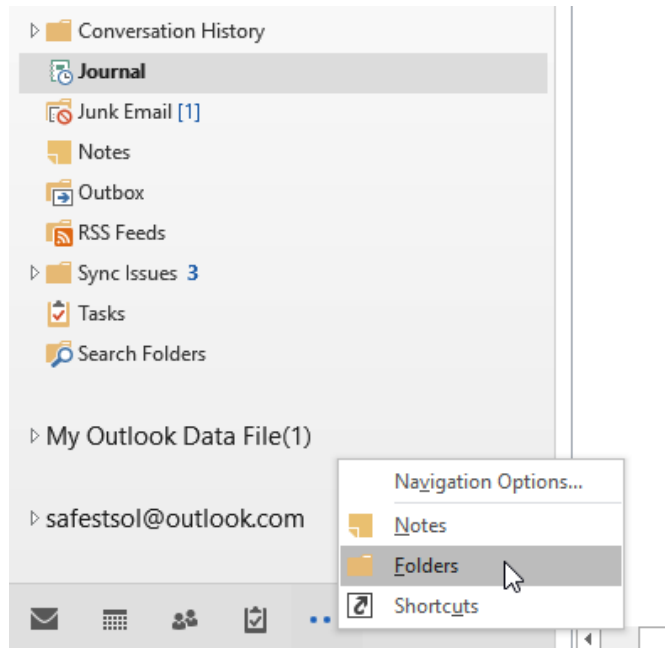 Conversation History
Journal
Junk Email [1]
Notes
Outbox
RSS Feeds
Sync Issues 3
Tasks
Search Folders
My Outlook Data File(1)
safestsol@outlook.com
Navigation Options...
Notes
Folders
Shortcuts